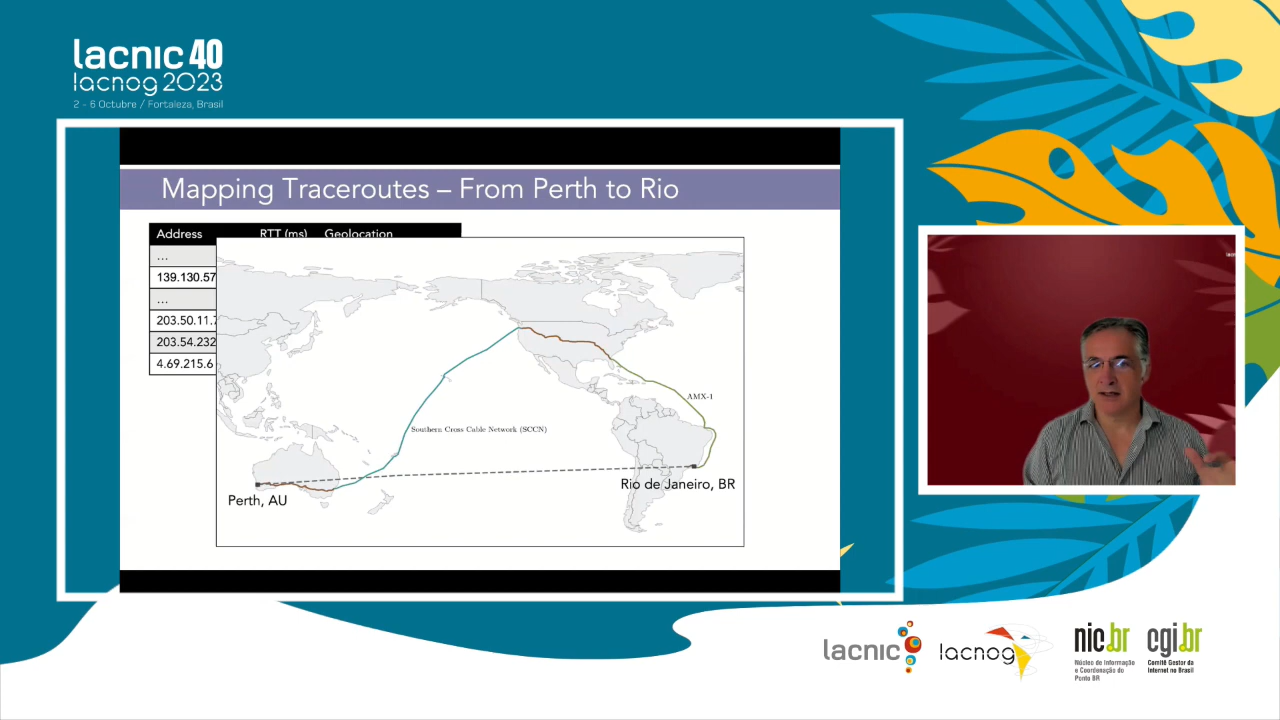 lacnic 40
lacnog 2023
2 - 6 Octubre / Fortaleza, Brasil
Mapping Traceroutes – From Perth to Rio
Address RTT (ms) Geolocation
...
139.130.57
...
203.50.11.7
203.54.232
4.69.215.6
AMX-1
Southern Cross Cable Network (SCCN)
Rio de Janeiro, BR
Perth, AU
lacnic
lacnog
nic.br
Núcleo de Informação
e Coordenação do
Ponto BR
cgi.br
Comitê Gestor da
Internet no Brasil